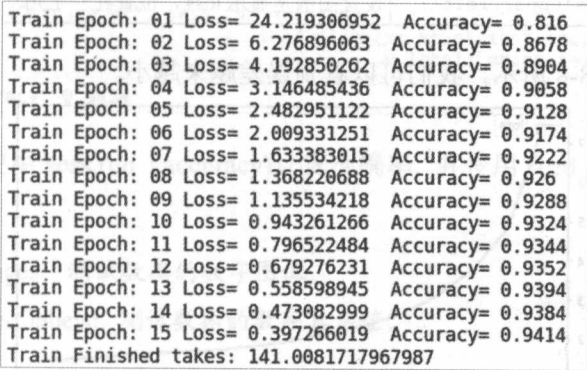 Train Epoch: 01 Loss= 24.219306952 Accuracy= 0.816
Train Epoch: 02 Loss= 6.276896063 Accuracy= 0.8678
Train Epoch: 03 Loss= 4.192850262 Accuracy= 0.8904
Train Epoch: 04 Loss= 3.146485436 Accuracy= 0.9058
Train Epoch: 05 Loss= 2.482951122 Accuracy= 0.9128
Train Epoch: 06 Loss= 2.009331251 Accuracy= 0.9174
Train Epoch: 07 Loss= 1.633383015 Accuracy= 0.9222
Train Epoch: 08 Loss= 1.368220688 Accuracy= 0.926
Train Epoch: 09 Loss= 1.135534218 Accuracy= 0.9288
Train Epoch: 10 Loss= 0.943261266 Accuracy= 0.9324
Train Epoch: 11 Loss= 0.796522484 Accuracy= 0.9344
Train Epoch: 12 Loss= 0.679276231 Accuracy= 0.9352
Train Epoch: 13 Loss= 0.558598945 Accuracy= 0.9394
Train Epoch: 14 Loss= 0.473082999 Accuracy= 0.9384
Train Epoch: 15 Loss= 0.397266019 Accuracy= 0.9414
Train Finished takes: 141.0081717967987